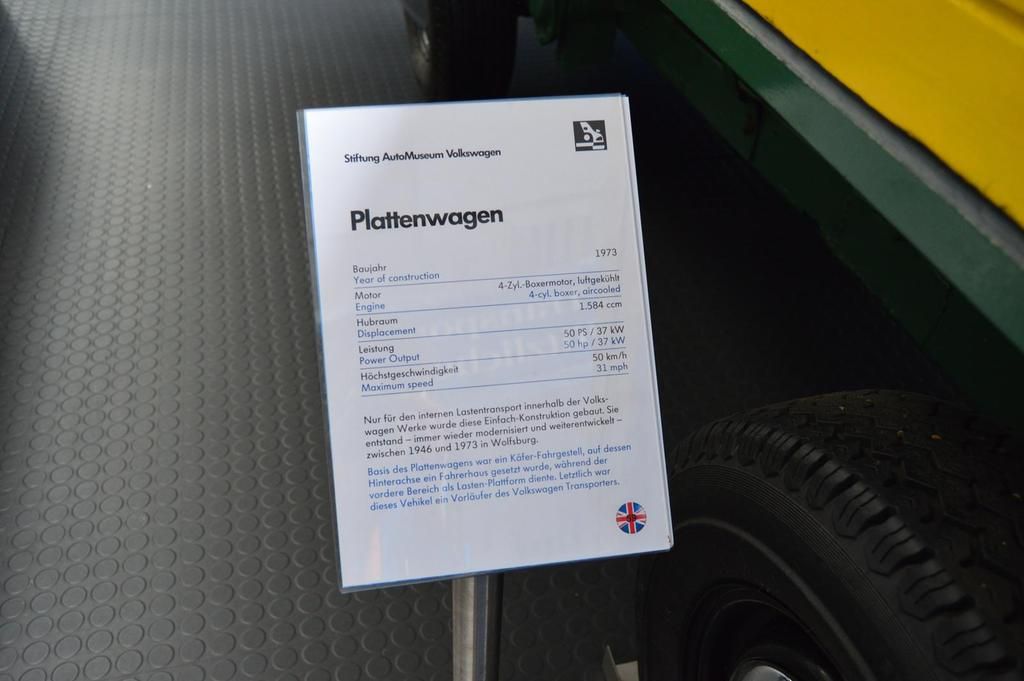 Stiftung AutoMuseum Volkswagen
Plattenwagen
Baujahr 1973
Year of construction
Motor 4-Zyl.-Boxermotor, luftgekühlt
Engine 4-cyl. boxer, aircooled
Hubraum 1.584 ccm
Displacement
Leistung 50 PS / 37 kW
Power Output 50 hp / 37 kW
Höchstgeschwindigkeit 50 km/h
Maximum speed 31 mph
Nur für den internen Lastentransport innerhalb der Volks-
wagen Werke wurde diese Einfach-Konstruktion gebaut. Sie
entstand – immer wieder modernisiert und weiterentwickelt –
zwischen 1946 und 1973 in Wolfsburg.
Basis des Plattenwagens war ein Käfer-Fahrgestell, auf dessen
Hinterachse ein Fahrerhaus gesetzt wurde, während der
vordere Bereich als Lasten-Plattform diente. Letztlich war
dieses Vehikel ein Vorläufer des Volkswagen Transporters.